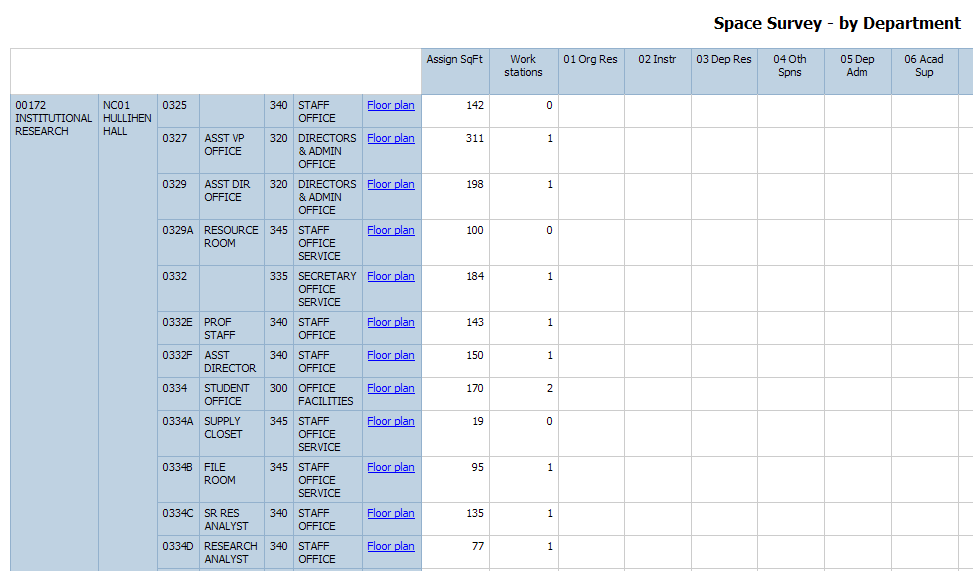 Space Survey - by Department
Assign SqFt Work stations 01 Org Res 02 Instr 03 Dep Res 04 Oth Spns 05 Dep Adm 06 Acad Sup
00172 INSTITUTIONAL RESEARCH NC01 HULLIHEN HALL 0325 340 STAFF OFFICE Floor plan 142 0
0327 ASST VP OFFICE 320 DIRECTORS & ADMIN OFFICE Floor plan 311 1
0329 ASST DIR OFFICE 320 DIRECTORS & ADMIN OFFICE Floor plan 198 1
0329A RESOURCE ROOM 345 STAFF OFFICE SERVICE Floor plan 100 0
0332 335 SECRETARY OFFICE SERVICE Floor plan 184 1
0332E PROF STAFF 340 STAFF OFFICE Floor plan 143 1
0332F ASST DIRECTOR 340 STAFF OFFICE Floor plan 150 1
0334 STUDENT OFFICE 300 OFFICE FACILITIES Floor plan 170 2
0334A SUPPLY CLOSET 345 STAFF OFFICE SERVICE Floor plan 19 0
0334B FILE ROOM 345 STAFF OFFICE SERVICE Floor plan 95 1
0334C SR RES ANALYST 340 STAFF OFFICE Floor plan 135 1
0334D RESEARCH ANALYST 340 STAFF OFFICE Floor plan 77 1